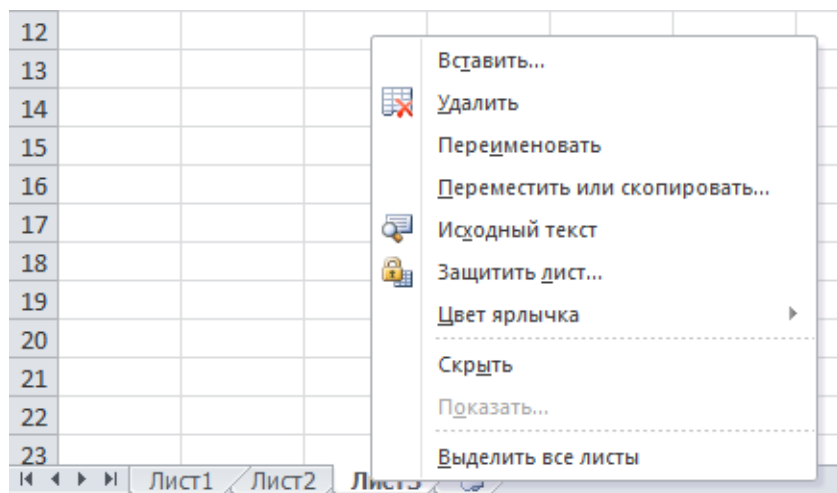 12
13
14
15
16
17
18
19
20
21
22
23
Вставить...
Удалить
Переименовать
Переместить или скопировать...
Исходный текст
Защитить лист...
Цвет ярлычка
Скрыть
Показать...
Выделить все листы
Лист1 Лист2 Лист3